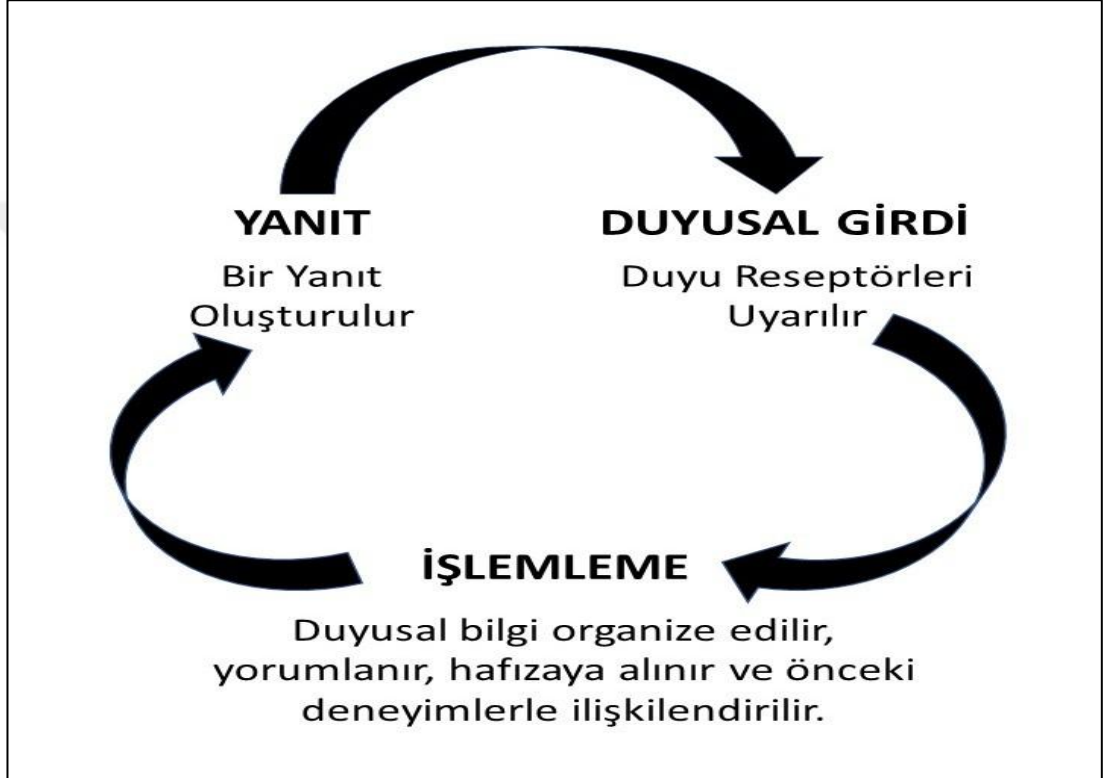 YANIT
Bir Yanıt
Oluşturulur
DUYUSAL GİRDİ
Duyu Reseptörleri
Uyarılır
İŞLEMLEME
Duyusal bilgi organize edilir,
yorumlanır, hafızaya alınır ve önceki
deneyimlerle ilişkilendirilir.